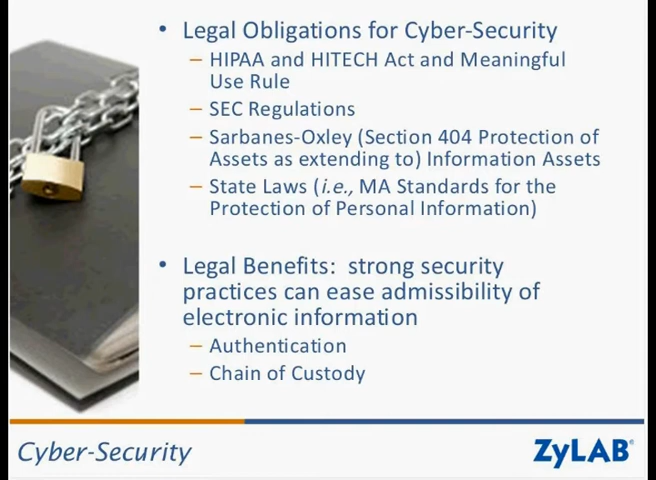 • Legal Obligations for Cyber-Security
– HIPAA and HITECH Act and Meaningful
Use Rule
– SEC Regulations
– Sarbanes-Oxley (Section 404 Protection of
Assets as extending to) Information Assets
– State Laws (i.e., MA Standards for the
Protection of Personal Information)
• Legal Benefits: strong security
practices can ease admissibility of
electronic information
– Authentication
– Chain of Custody
Cyber-Security
ZyLAB®